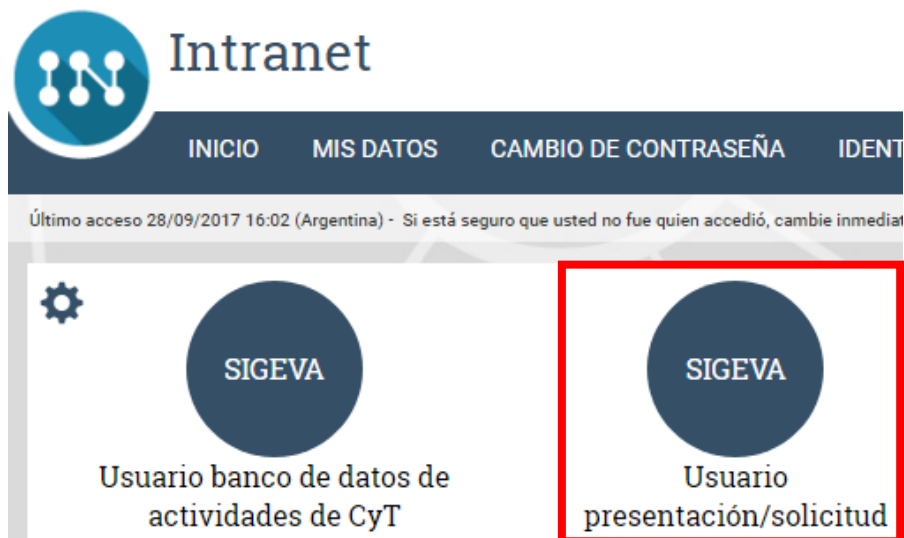 Intranet
INICIO MIS DATOS CAMBIO DE CONTRASEÑA IDENT
Último acceso 28/09/2017 16:02 (Argentina) - Si está seguro que usted no fue quien accedió, cambie inmediat
SIGEVA
Usuario banco de datos de
actividades de CyT
SIGEVA
Usuario
presentación/solicitud